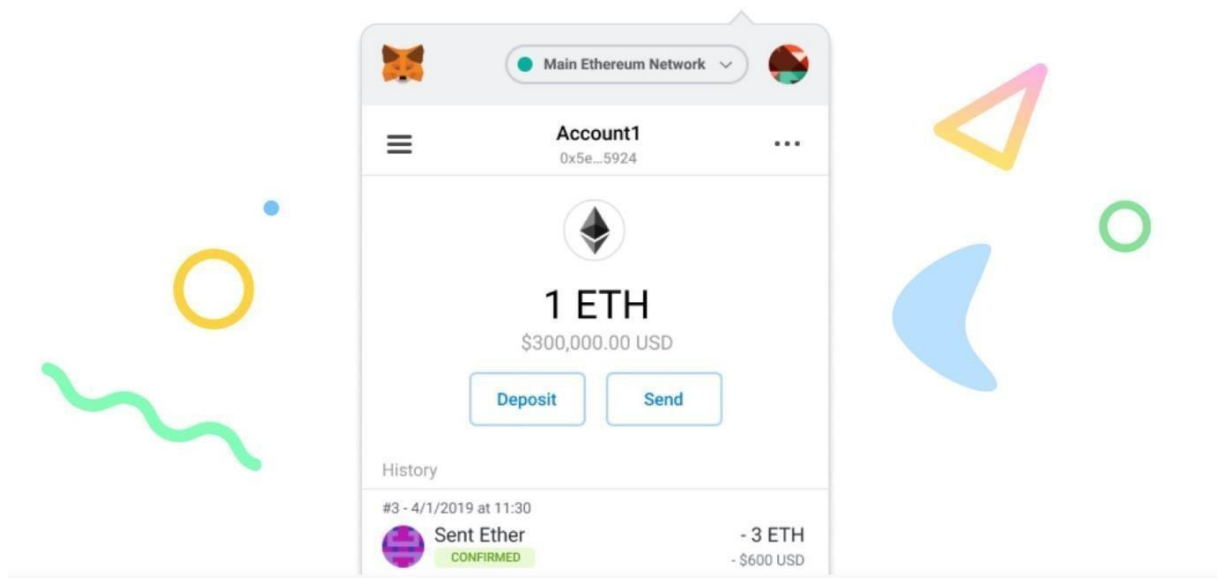 Main Ethereum Network
Account1
0x5e...5924
1 ETH
$300,000.00 USD
Deposit Send
History
#3 - 4/1/2019 at 11:30
Sent Ether - 3 ETH
CONFIRMED - $600 USD